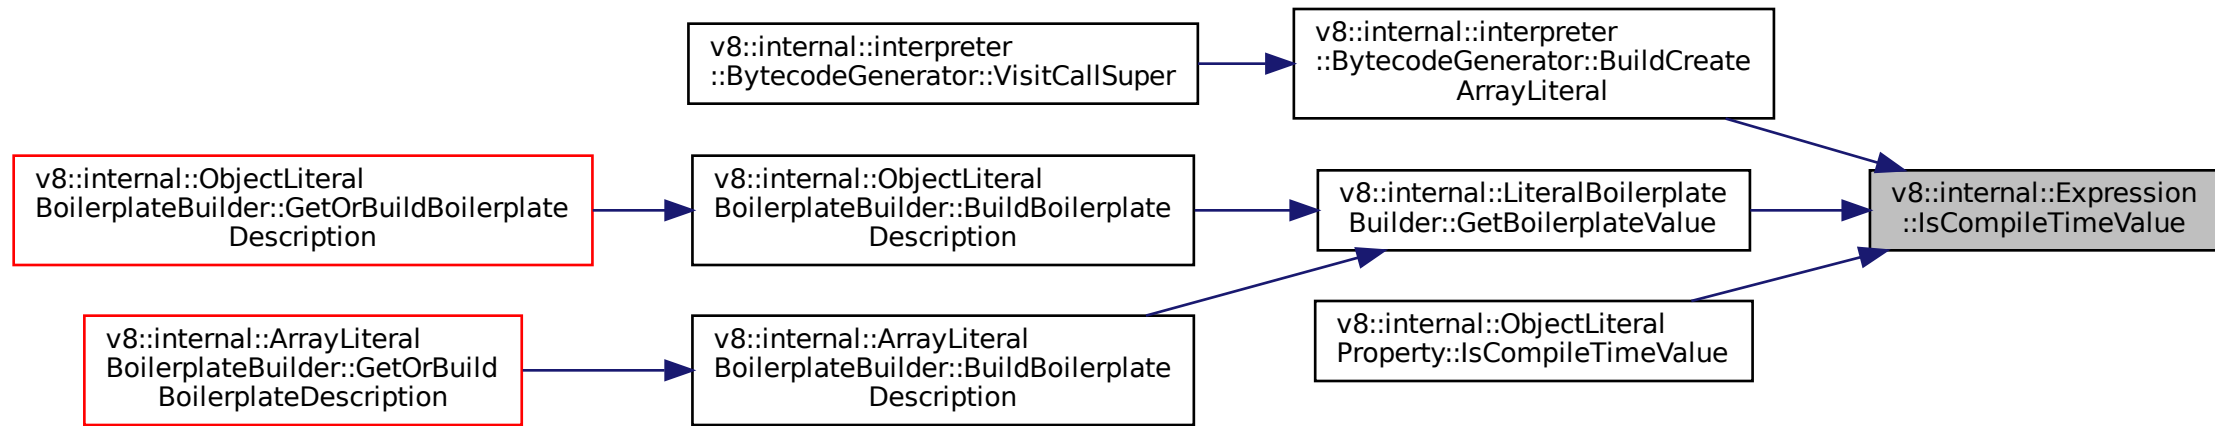 v8::internal::interpreter
::BytecodeGenerator::VisitCallSuper
v8::internal::interpreter
::BytecodeGenerator::BuildCreate
ArrayLiteral
v8::internal::ObjectLiteral
BoilerplateBuilder::GetOrBuildBoilerplate
Description
v8::internal::ObjectLiteral
BoilerplateBuilder::BuildBoilerplate
Description
v8::internal::LiteralBoilerplate
Builder::GetBoilerplateValue
v8::internal::Expression
::IsCompileTimeValue
v8::internal::ArrayLiteral
BoilerplateBuilder::GetOrBuild
BoilerplateDescription
v8::internal::ArrayLiteral
BoilerplateBuilder::BuildBoilerplate
Description
v8::internal::ObjectLiteral
Property::IsCompileTimeValue